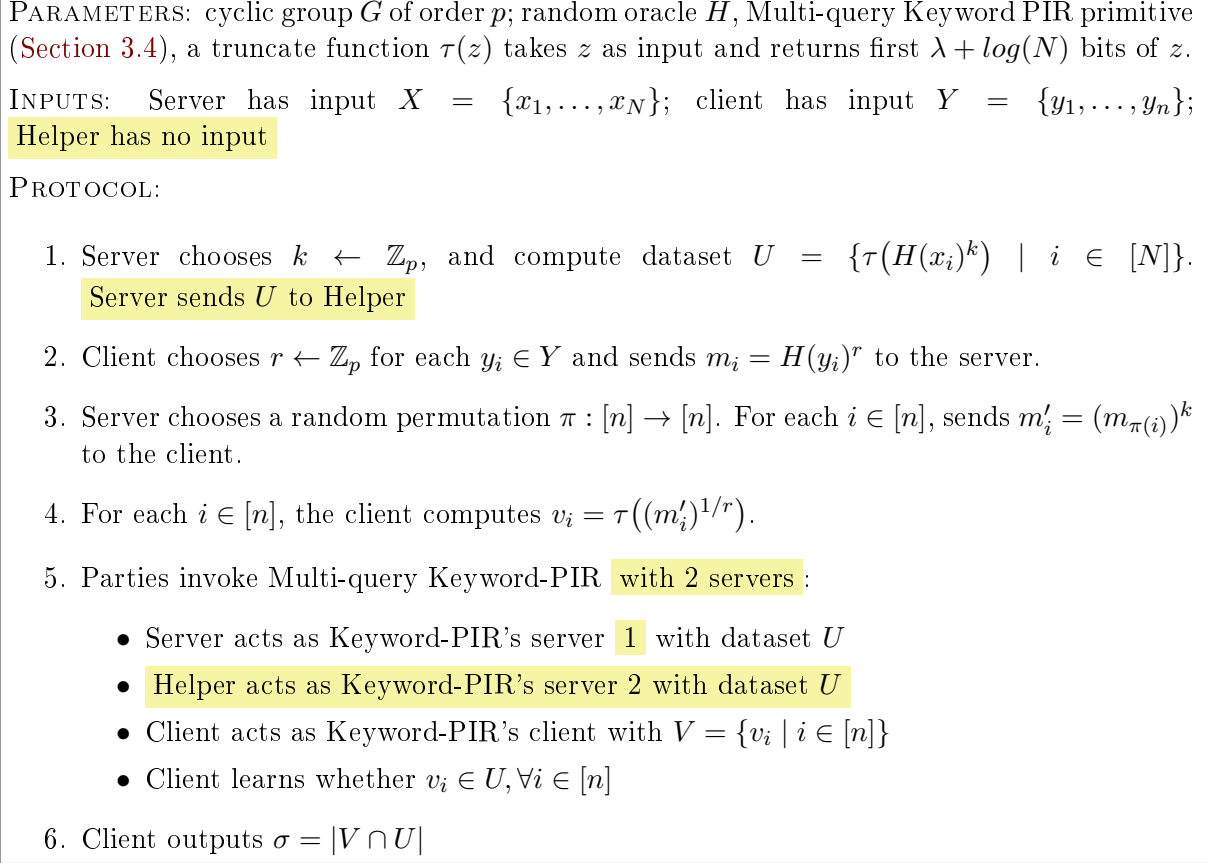 PARAMETERS: cyclic group G of order p; random oracle H, Multi-query Keyword PIR primitive
(Section 3.4), a truncate function τ(z) takes z as input and returns first λ + log(N) bits of z.
INPUTS: Server has input X = {x₁, . . . , x_N}; client has input Y = {y₁, . . . , yₙ};
Helper has no input
PROTOCOL:
1. Server chooses k ← ℤₚ, and compute dataset U = {τ(H(xᵢ)ᵏ) | i ∈ [N]}.
Server sends U to Helper
2. Client chooses r ← ℤₚ for each yᵢ ∈ Y and sends mᵢ = H(yᵢ)ʳ to the server.
3. Server chooses a random permutation π : [n] → [n]. For each i ∈ [n], sends m′ᵢ = (m_π(i))ᵏ
to the client.
4. For each i ∈ [n], the client computes vᵢ = τ((m′ᵢ)^1/r).
5. Parties invoke Multi-query Keyword-PIR with 2 servers :
• Server acts as Keyword-PIR's server 1 with dataset U
• Helper acts as Keyword-PIR's server 2 with dataset U
• Client acts as Keyword-PIR's client with V = {vᵢ | i ∈ [n]}
• Client learns whether vᵢ ∈ U, ∀i ∈ [n]
6. Client outputs σ = |V ∩ U|